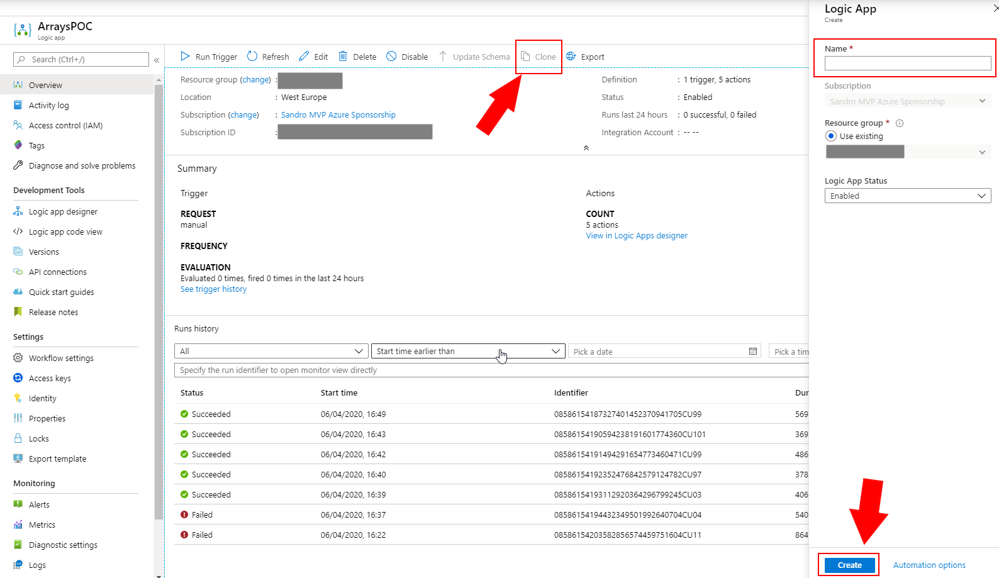 ArraysPOC
Logic app
Search (Ctrl+/)
«
Overview
Activity log
Access control (IAM)
Tags
Diagnose and solve problems
Development Tools
Logic app designer
Logic app code view
Versions
API connections
Quick start guides
Release notes
Settings
Workflow settings
Access keys
Identity
Properties
Locks
Export template
Monitoring
Alerts
Metrics
Diagnostic settings
Logs
Run Trigger Refresh Edit Delete Disable Update Schema Clone Export
Resource group (change) :
Location : West Europe
Subscription (change) : Sandro MVP Azure Sponsorship
Subscription ID :
Definition : 1 trigger, 5 actions
Status : Enabled
Runs last 24 hours : 0 successful, 0 failed
Integration Account : -- --
Summary
Trigger
REQUEST
manual
FREQUENCY
EVALUATION
Evaluated 0 times, fired 0 times in the last 24 hours
See trigger history
Actions
COUNT
5 actions
View in Logic Apps designer
Runs history
All Start time earlier than Pick a date Pick a tim
Specify the run identifier to open monitor view directly
Status Start time Identifier Dur
Succeeded 06/04/2020, 16:49 08586154187327401452370941705CU99 569
Succeeded 06/04/2020, 16:43 08586154190594238191601774360CU101 369
Succeeded 06/04/2020, 16:42 08586154191494291654773460471CU99 486
Succeeded 06/04/2020, 16:40 08586154192352476842579124782CU97 378
Succeeded 06/04/2020, 16:39 08586154193112920364296799245CU03 406
Failed 06/04/2020, 16:37 08586154194432349501992640704CU04 540
Failed 06/04/2020, 16:22 08586154203582856574459751604CU11 864
Logic App
Create
Name *
Subscription
Sandro MVP Azure Sponsorship
Resource group *
Use existing
Logic App Status
Enabled
Create Automation options